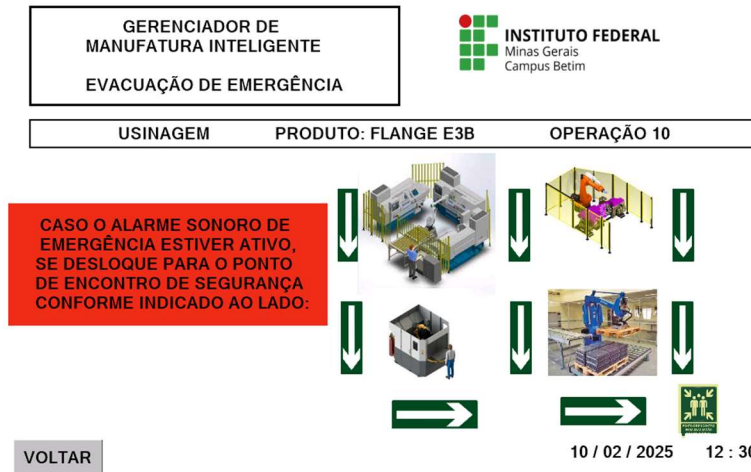 GERENCIADOR DE
MANUFATURA INTELIGENTE
EVACUAÇÃO DE EMERGÊNCIA
INSTITUTO FEDERAL
Minas Gerais
Campus Betim
USINAGEM PRODUTO: FLANGE E3B OPERAÇÃO 10
CASO O ALARME SONORO DE
EMERGÊNCIA ESTIVER ATIVO,
SE DESLOQUE PARA O PONTO
DE ENCONTRO DE SEGURANÇA
CONFORME INDICADO AO LADO:
VOLTAR
10 / 02 / 2025 12 : 30